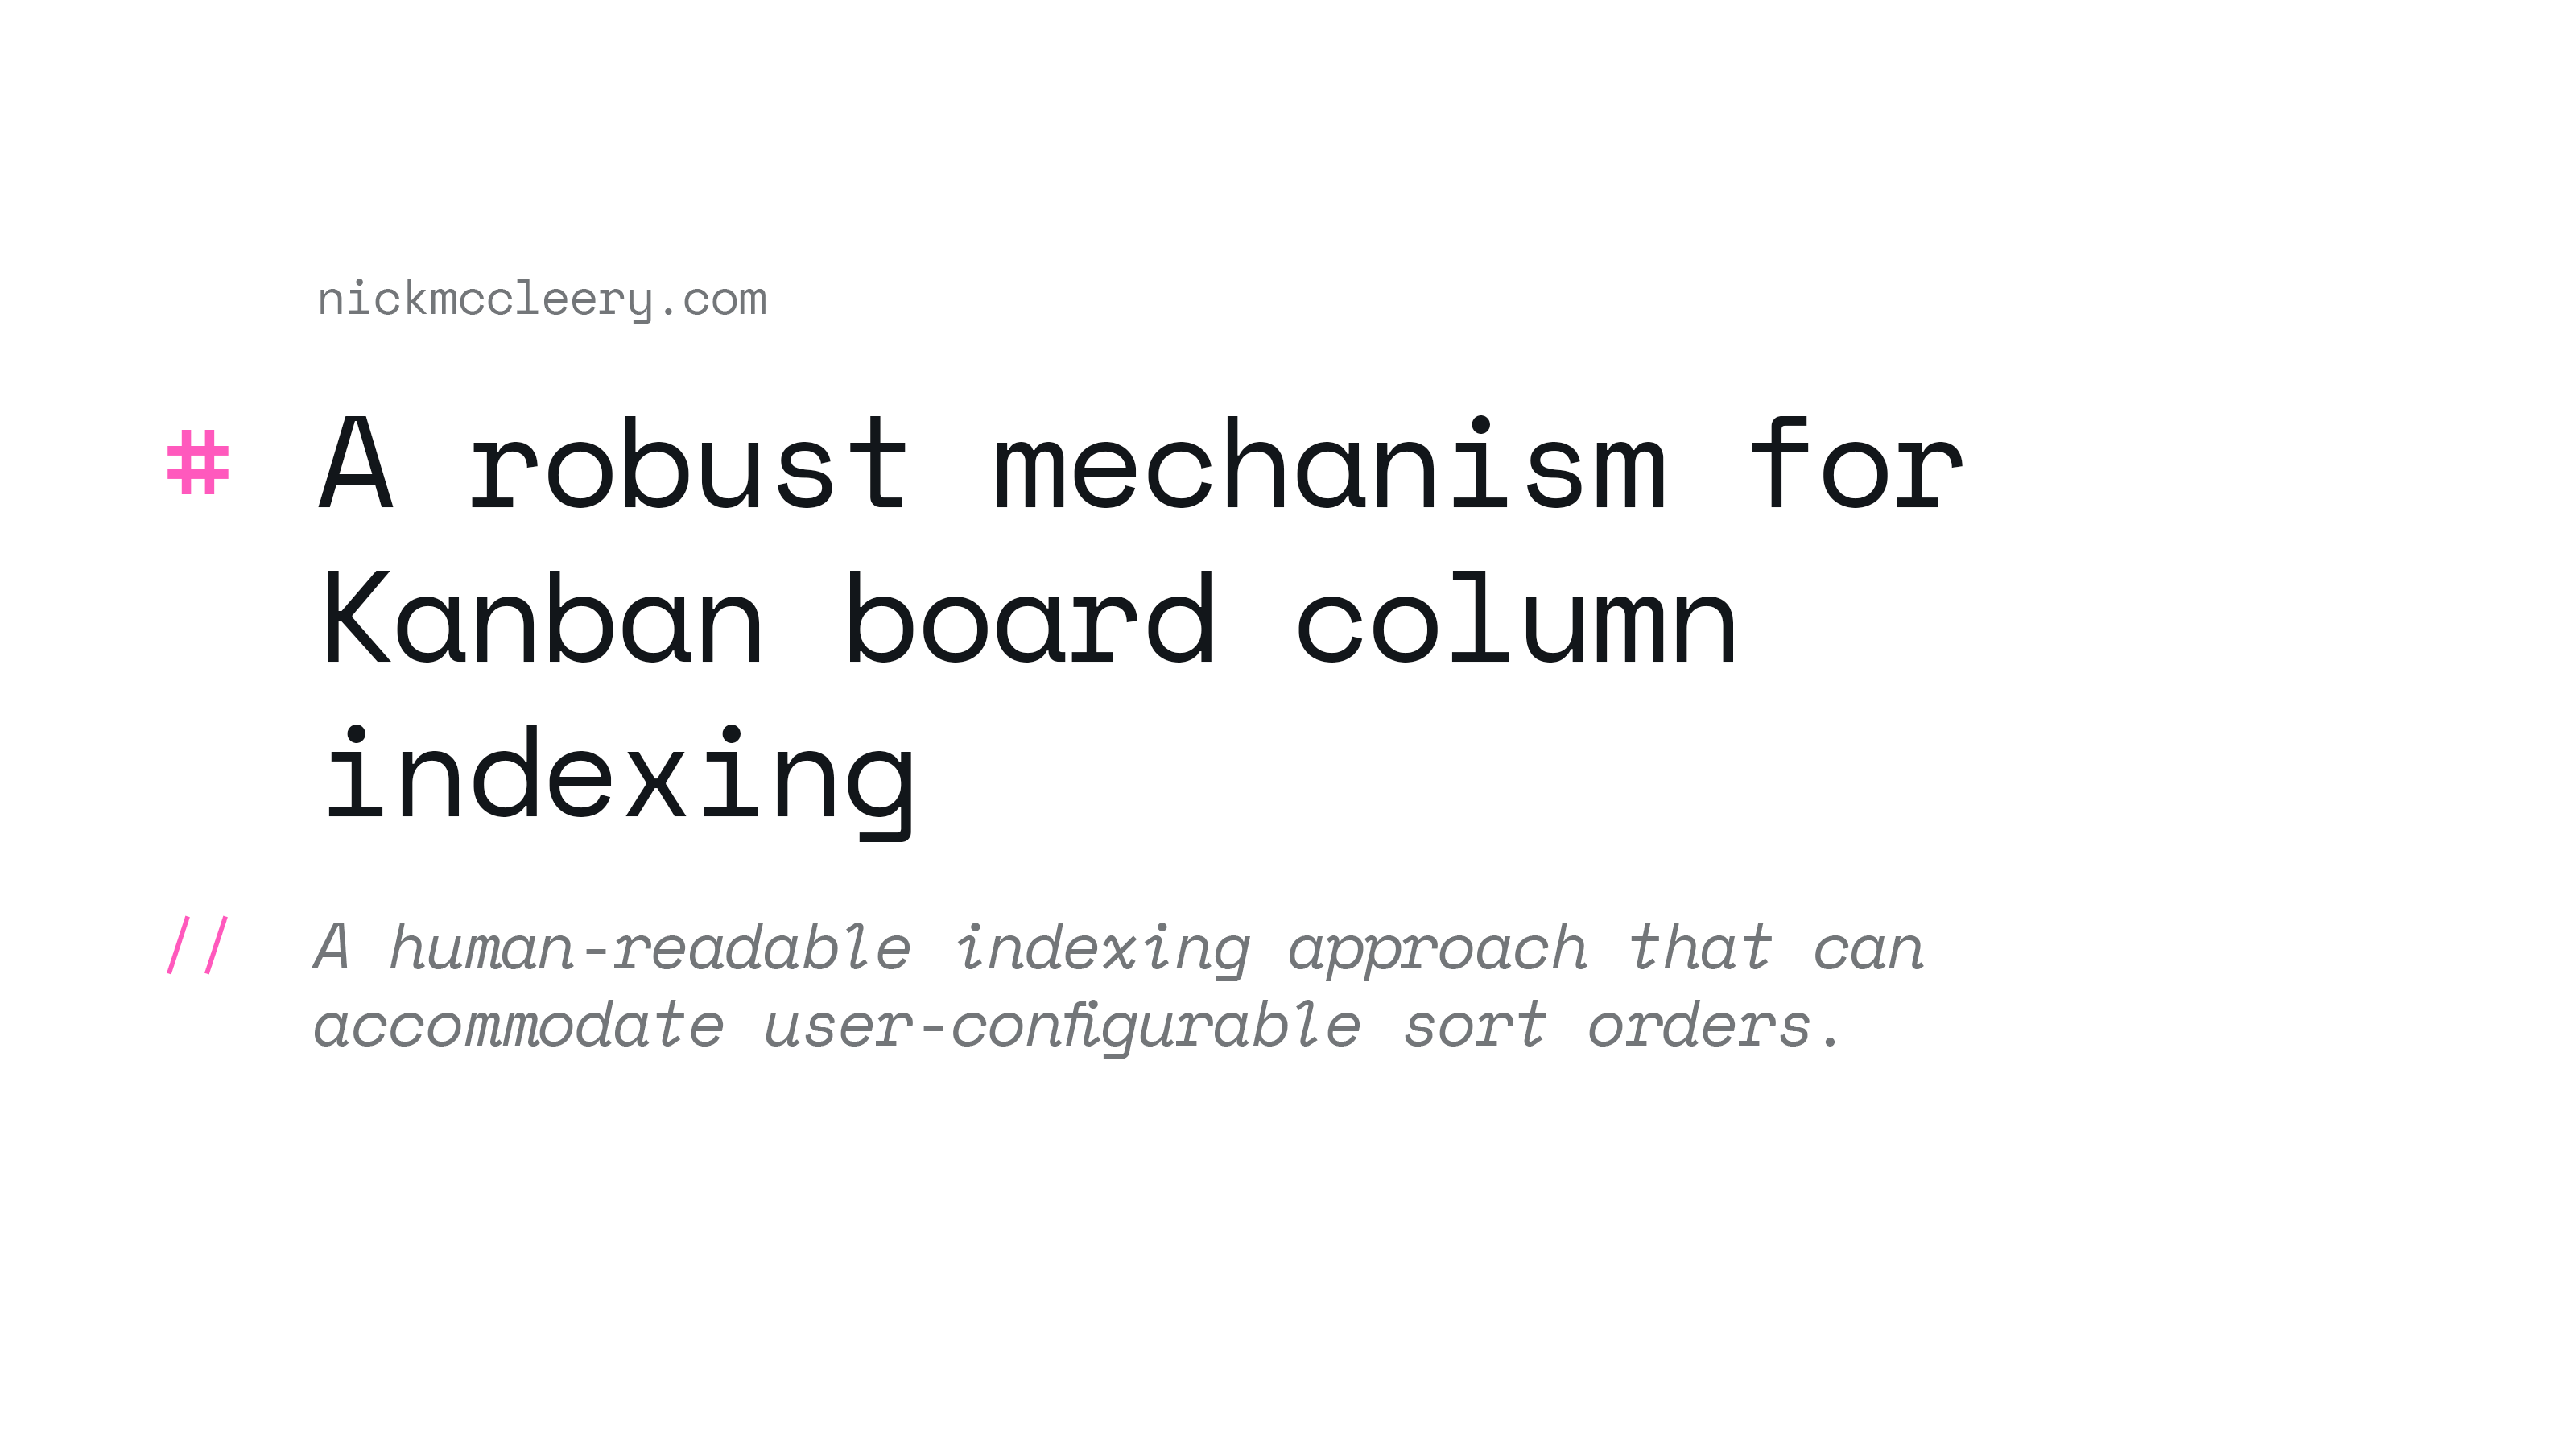 nickmccleery.com
# A robust mechanism for
Kanban board column
indexing
// A human-readable indexing approach that can
accommodate user-configurable sort orders.